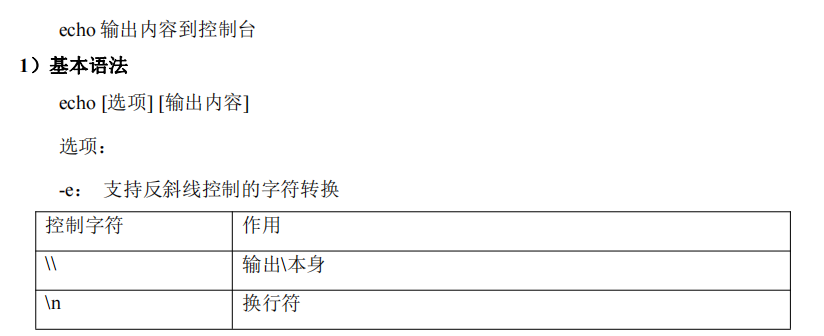 echo 输出内容到控制台
1）基本语法
echo [选项] [输出内容]
选项：
-e： 支持反斜线控制的字符转换
控制字符 作用
\\ 输出\本身
\n 换行符